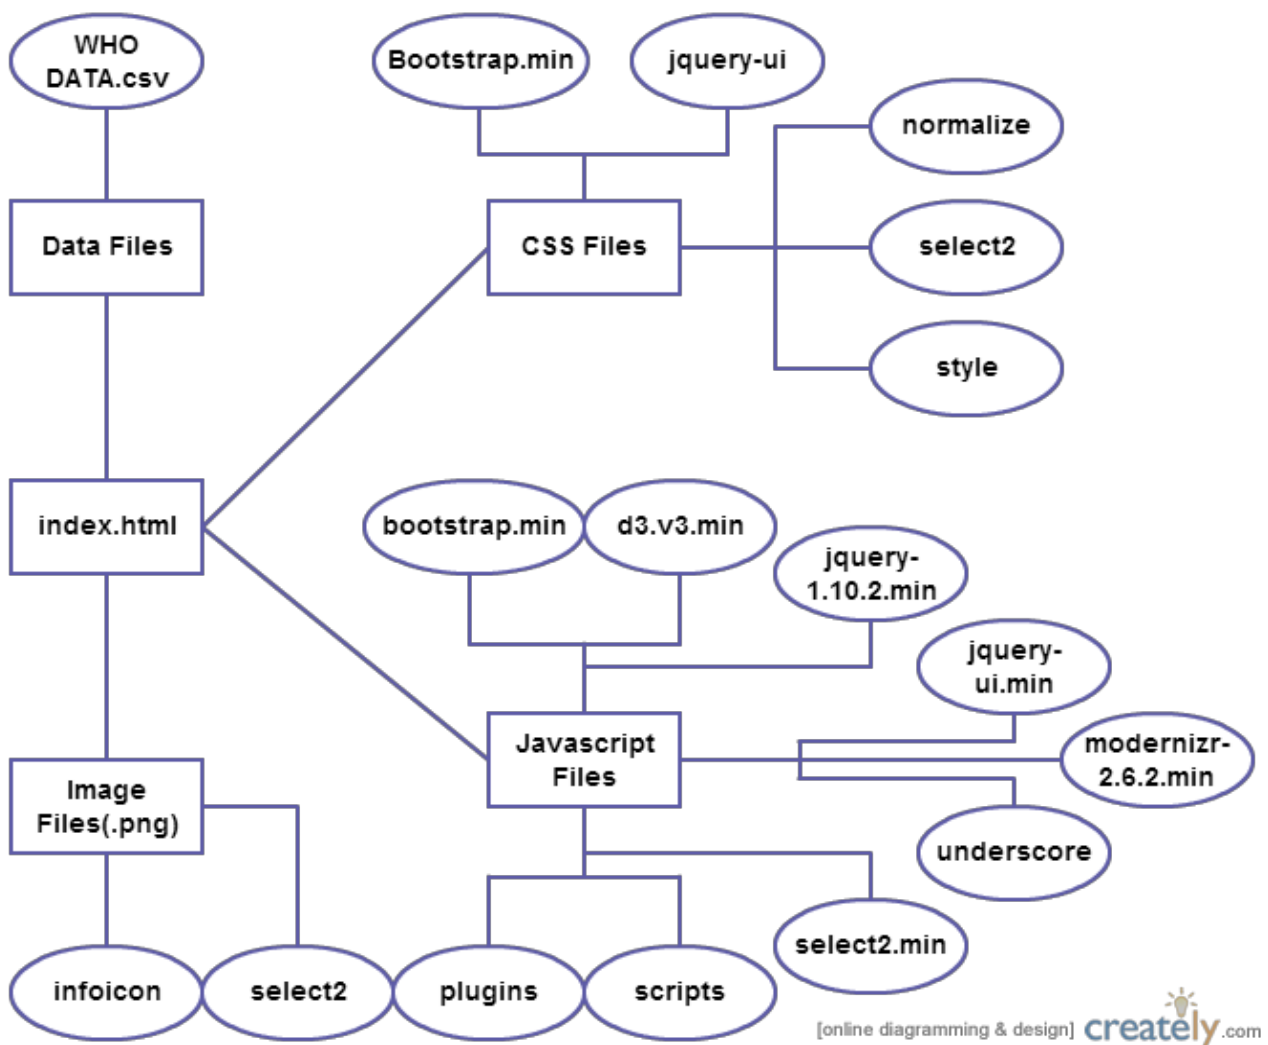 WHO
DATA.csv
Bootstrap.min
jquery-ui
normalize
Data Files
CSS Files
select2
style
index.html
bootstrap.min
d3.v3.min
jquery-
1.10.2.min
jquery-
ui.min
Javascript
Files
modernizr-
2.6.2.min
Image
Files(.png)
underscore
select2.min
infoicon
select2
plugins
scripts
[online diagramming & design] creately.com